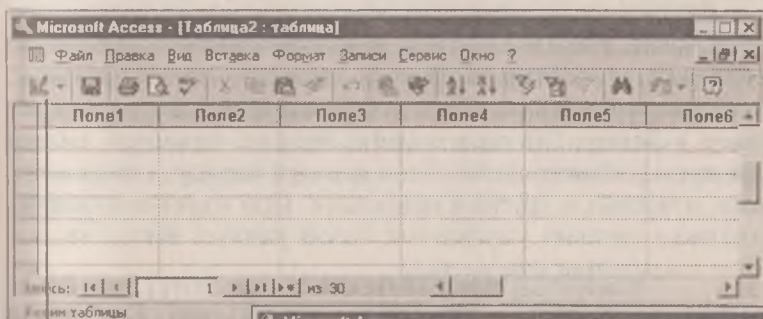 Microsoft Access - [Таблица2 : таблица]
Файл Правка Вид Вставка Формат Записи Сервис Окно ?
Поле1 Поле2 Поле3 Поле4 Поле5 Поле6
1 из 30
таблицы